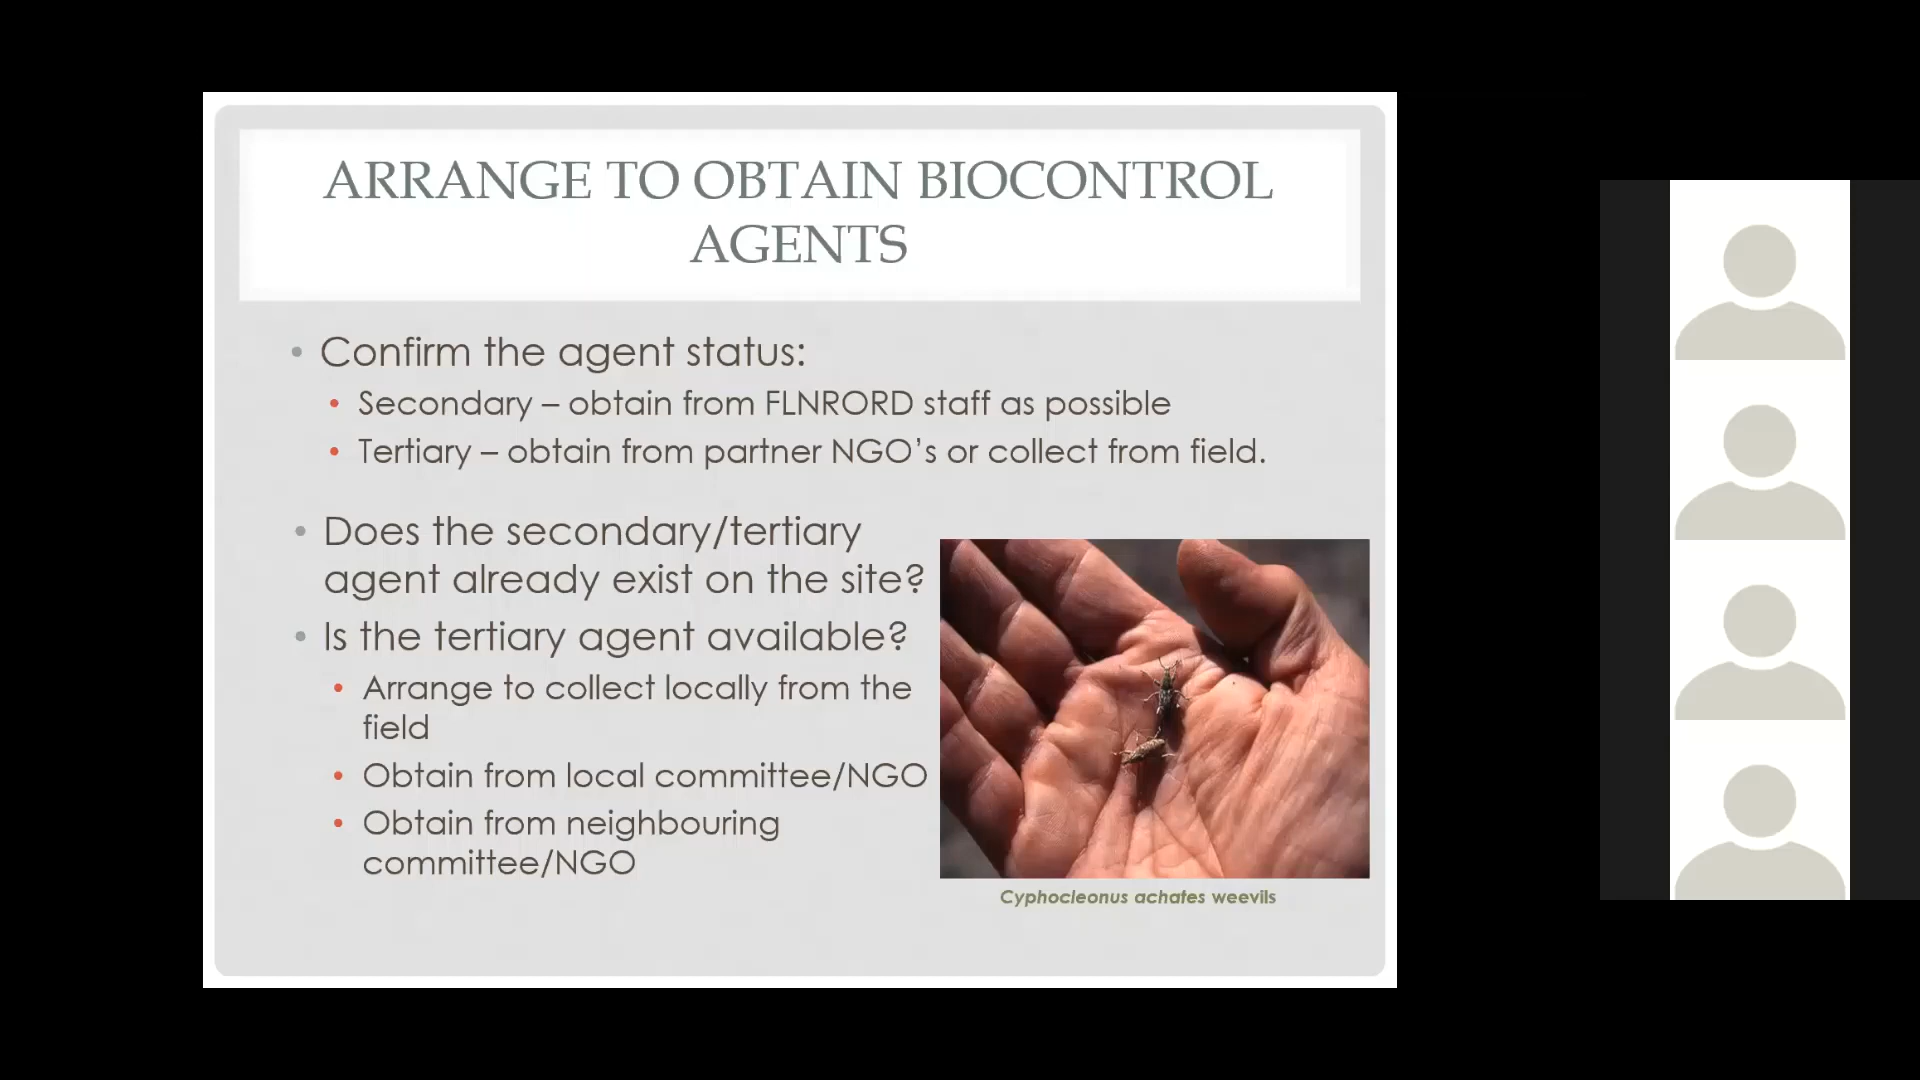 ARRANGE TO OBTAIN BIOCONTROL
AGENTS
• Confirm the agent status:
• Secondary – obtain from FLNRORD staff as possible
• Tertiary – obtain from partner NGO’s or collect from field.
• Does the secondary/tertiary
agent already exist on the site?
• Is the tertiary agent available?
• Arrange to collect locally from the
field
• Obtain from local committee/NGO
• Obtain from neighbouring
committee/NGO
Cyphocleonus achates weevils